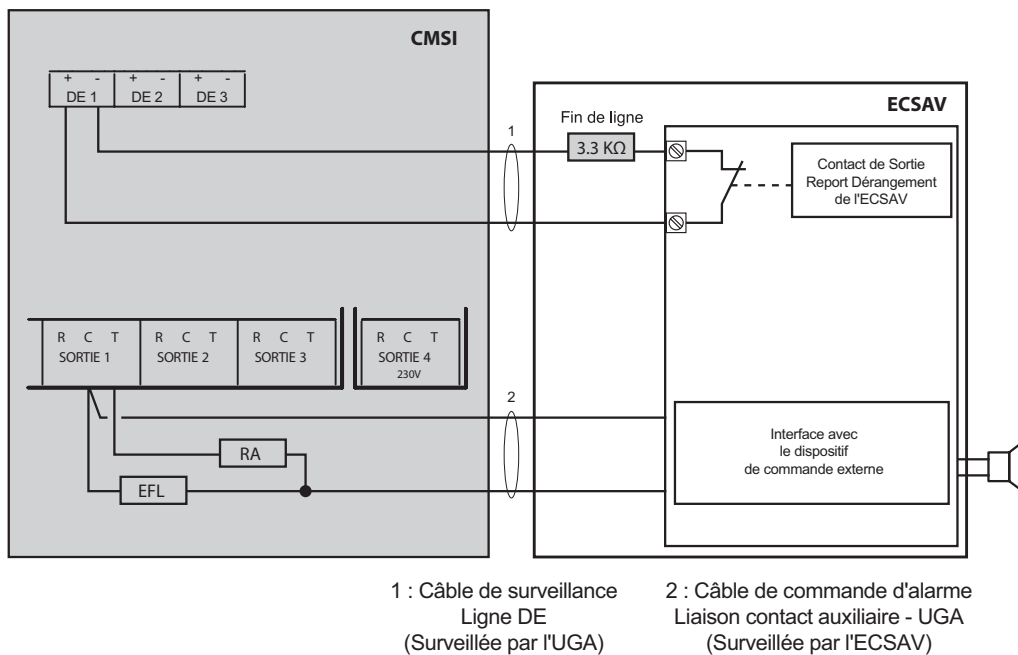 CMSI
+ - + - + -
DE 1 DE 2 DE 3
ECSAV
Fin de ligne
3.3 KΩ
1
Contact de Sortie
Report Dérangement
de l'ECSAV
R C T R C T R C T R C T
SORTIE 1 SORTIE 2 SORTIE 3 SORTIE 4
230V
2
RA
EFL
Interface avec
le dispositif
de commande externe
1 : Câble de surveillance
Ligne DE
(Surveillée par l'UGA)
2 : Câble de commande d'alarme
Liaison contact auxiliaire - UGA
(Surveillée par l'ECSAV)